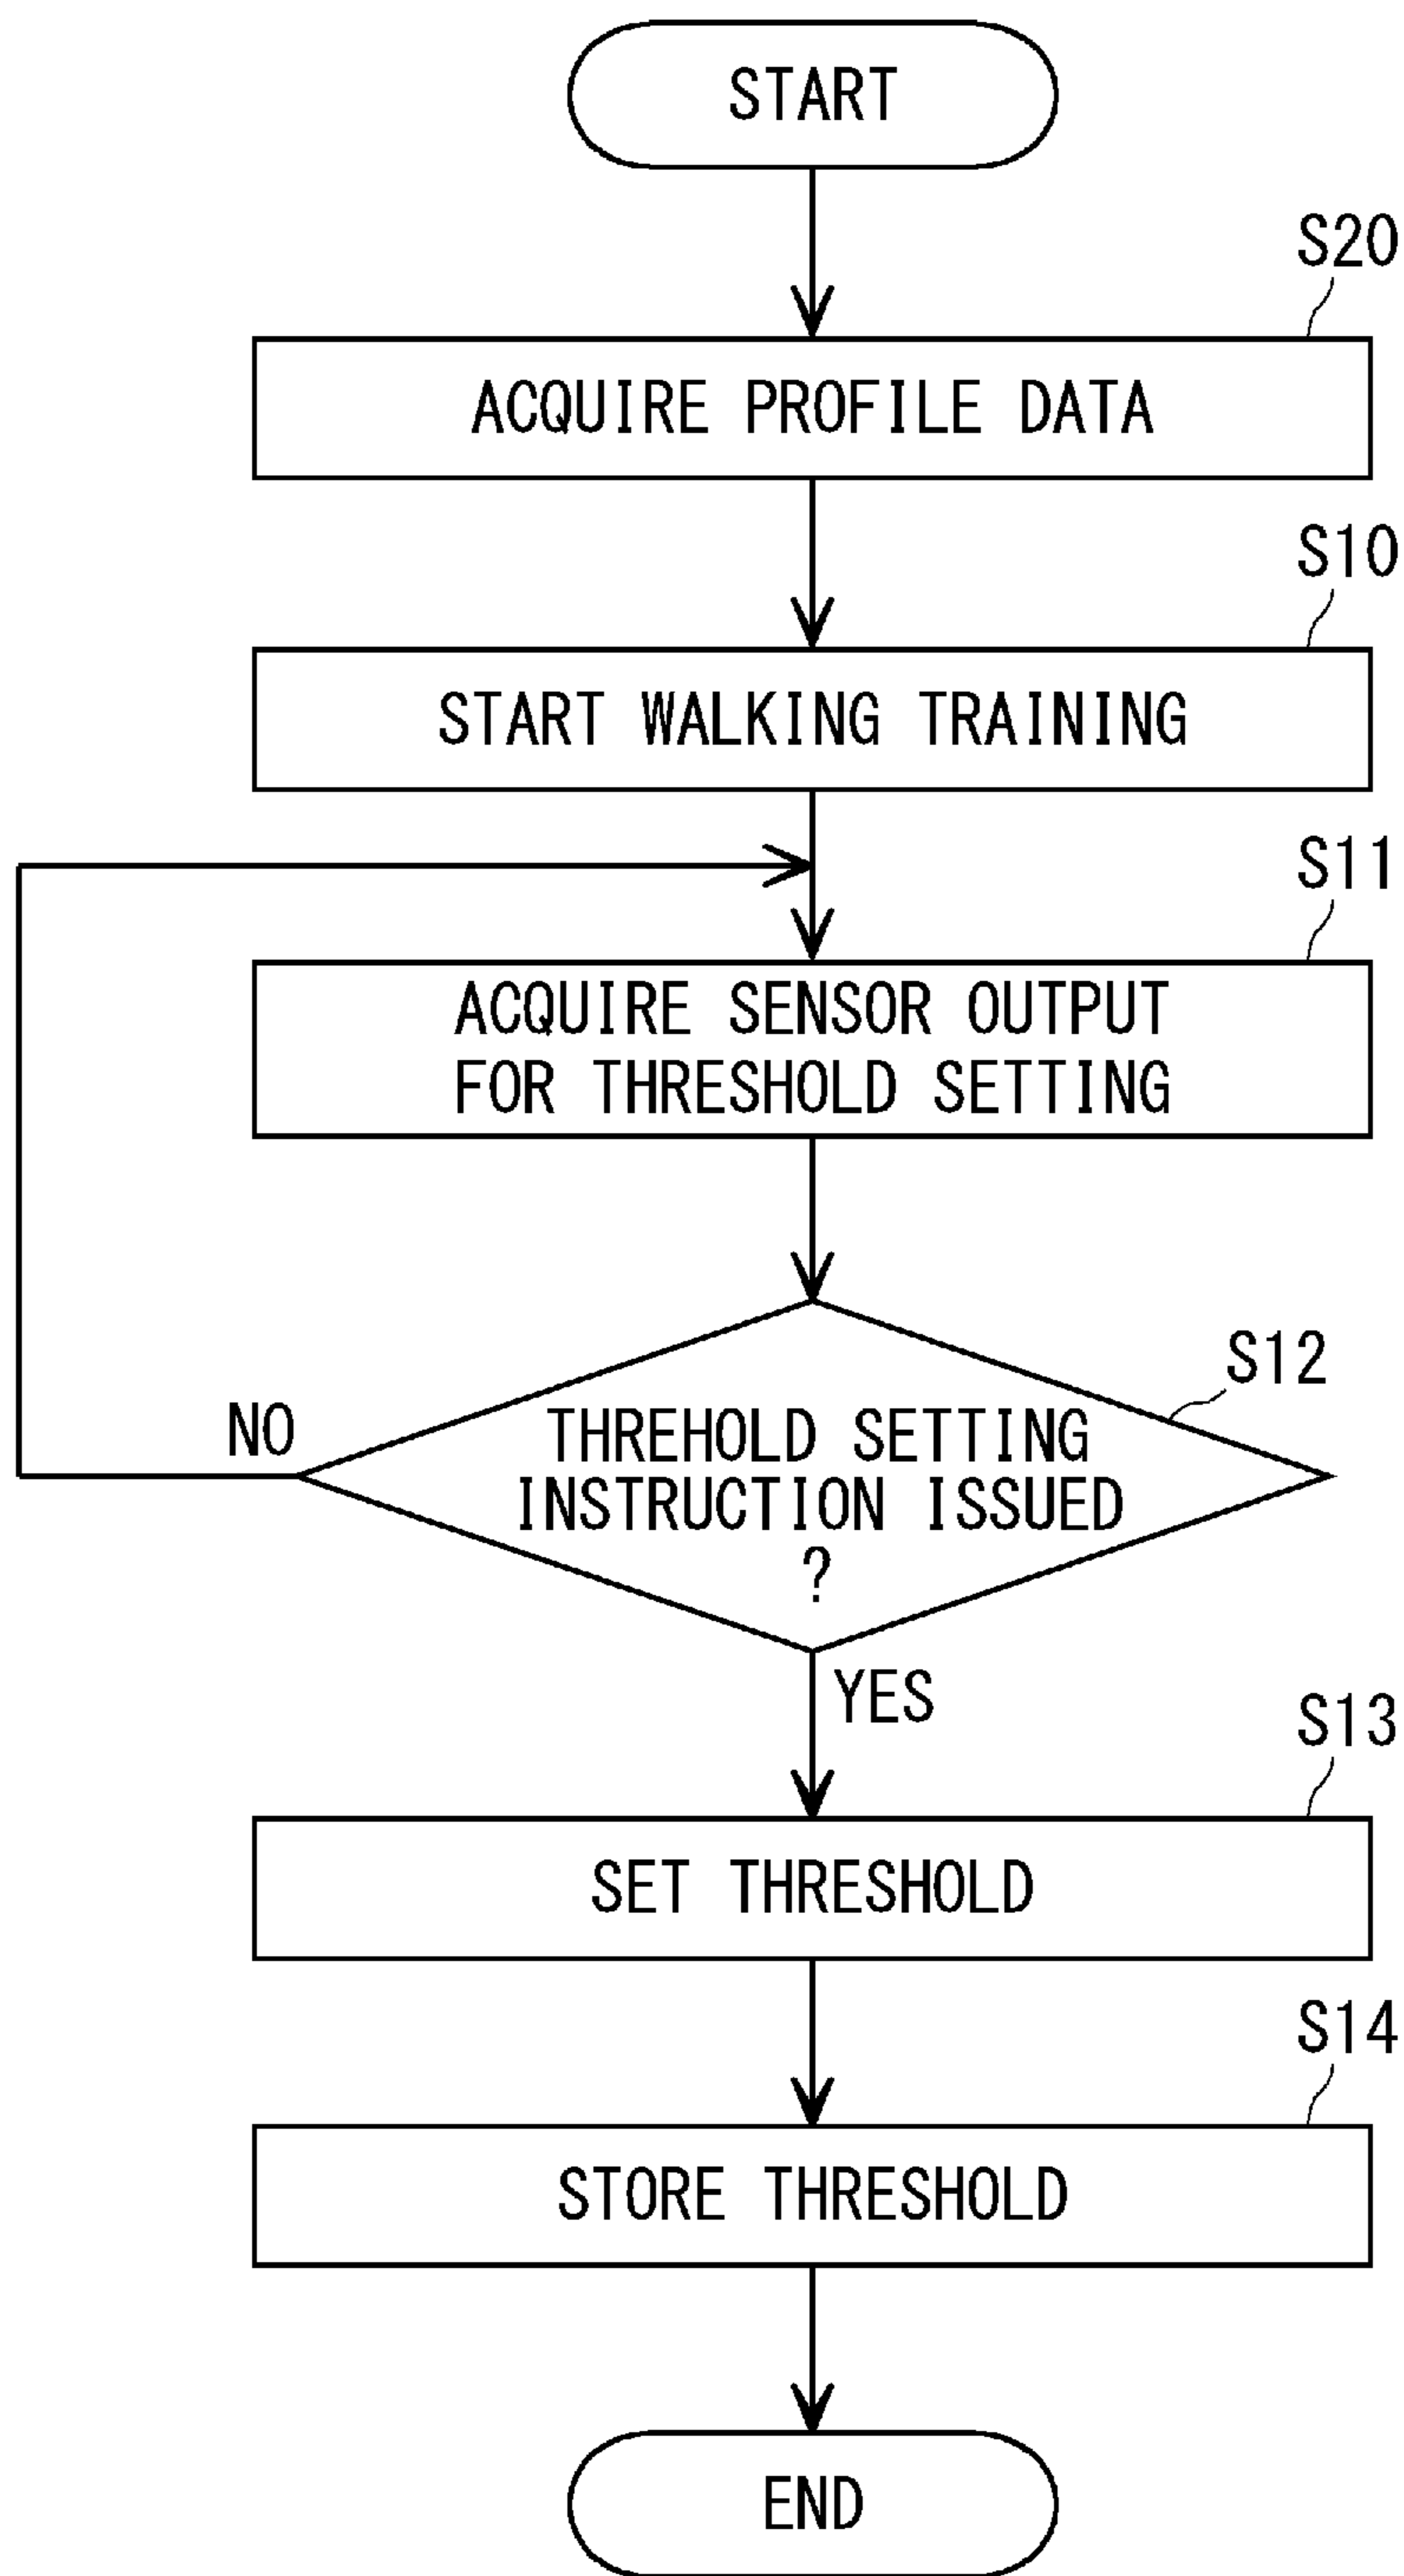 START
S20
ACQUIRE PROFILE DATA
S10
START WALKING TRAINING
S11
ACQUIRE SENSOR OUTPUT
FOR THRESHOLD SETTING
S12
NO
THREHOLD SETTING
INSTRUCTION ISSUED
?
YES
S13
SET THRESHOLD
S14
STORE THRESHOLD
END